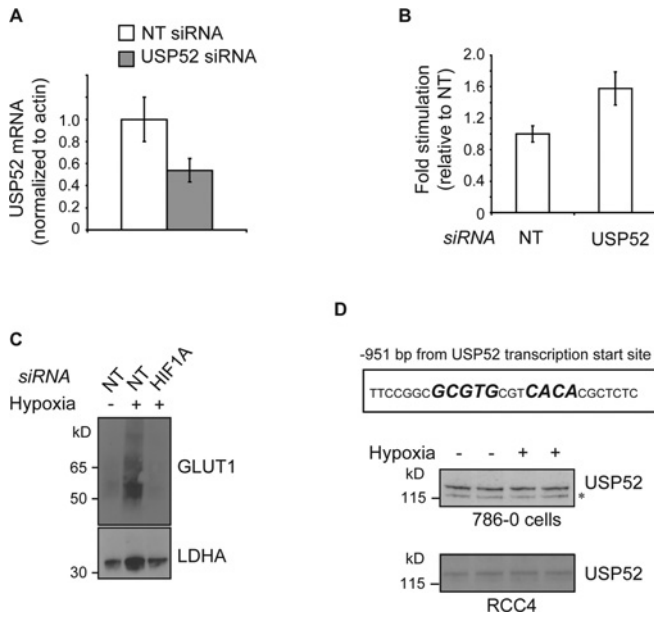 A
NT siRNA
USP52 siRNA
USP52 mRNA
(normalized to actin)
1.0
0.8
0.6
0.4
0.2
0
B
Fold stimulation
(relative to NT)
2.0
1.6
1.2
0.8
0.4
0
siRNA NT USP52
C
siRNA NT NT HIF1A
Hypoxia - + +
kD
65
50
GLUT1
30
LDHA
D
-951 bp from USP52 transcription start site
TTCCGGCGCGTGCGTCACACGCTCTC
Hypoxia - - + +
kD
115
USP52
*
786-0 cells
kD
115
USP52
RCC4